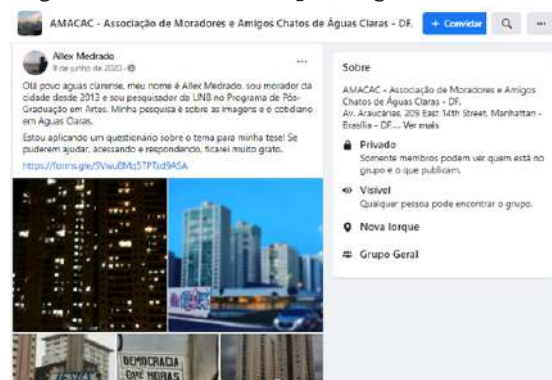 AMACAC - Associação de Moradores e Amigos Chatos de Águas Claras - DF.
+ Convidar
Allex Medrado
8 de junho de 2020
Olá povo aguas clarense, meu nome é Allex Medrado, sou morador da
cidade desde 2013 e sou pesquisador da UNB no Programa de Pós-
Graduação em Artes. Minha pesquisa é sobre as imagens e o cotidiano
em Águas Claras.
Estou aplicando um questionário sobre o tema para minha tese! Se
puderem ajudar, acessando e respondendo, ficarei muito grato.
DEMOCRACIA
QUE HORAS
Sobre
AMACAC - Associação de Moradores e Amigos
Chatos de Águas Claras - DF,
Av. Araucárias, 209 East 14th Street, Manhattan -
Brasília - DF.... Ver mais
Privado
Somente membros podem ver quem está no
grupo e o que publicam.
Visível
Qualquer pessoa pode encontrar o grupo.
Nova Iorque
Grupo Geral